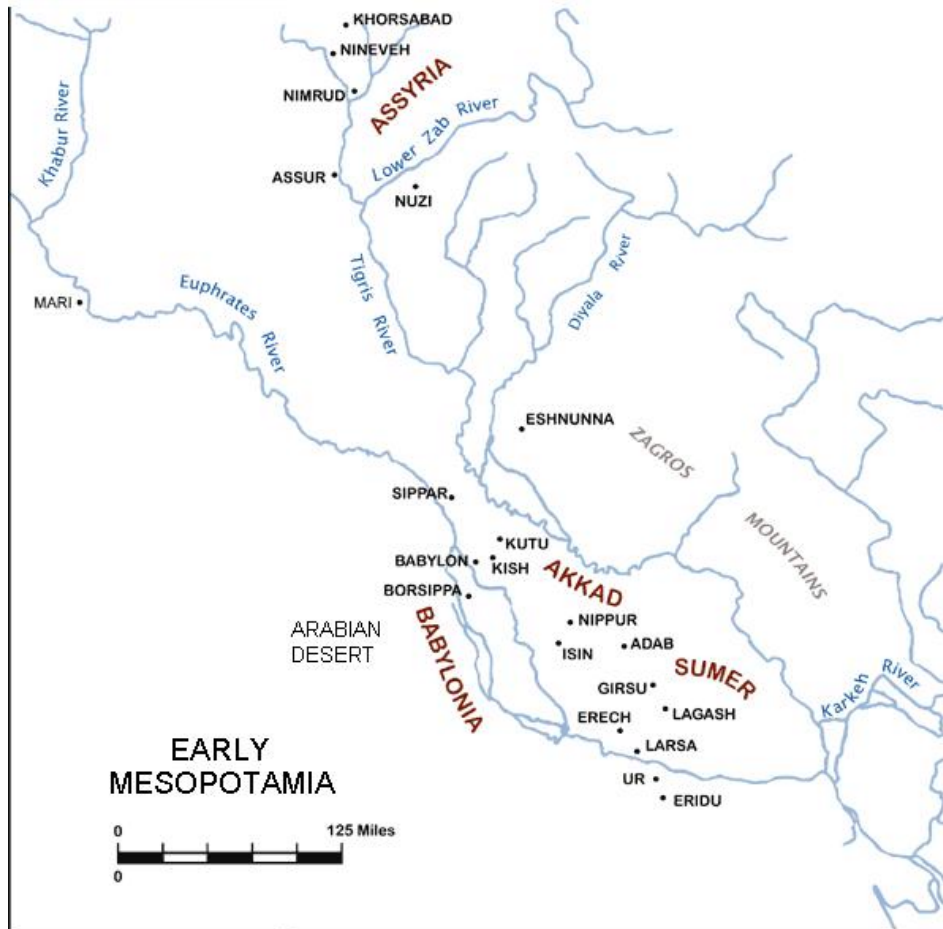 KHORSABAD
NINEVEH
NIMRUD
ASSYRIA
Khabur River
Lower Zab River
ASSUR
NUZI
Tigris River
Diyala River
MARI
Euphrates River
ESHNUNNA
ZAGROS
MOUNTAINS
SIPPAR
KUTU
BABYLON
KISH
AKKAD
BORSIPPA
BABYLONIA
NIPPUR
ARABIAN
DESERT
ISIN
ADAB
SUMER
GIRSU
Karkeh River
LAGASH
ERECH
LARSA
EARLY
MESOPOTAMIA
UR
ERIDU
0 125 Miles
0